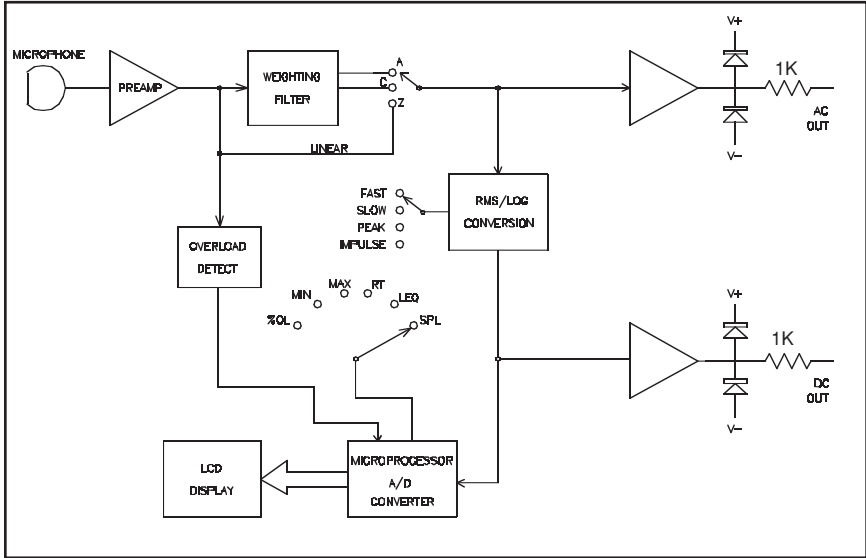 MICROPHONE
PREAMP
WEIGHTING
FILTER
A
C
Z
LINEAR
V+
V-
1K
AC
OUT
FAST
SLOW
PEAK
IMPULSE
RMS/LOG
CONVERSION
OVERLOAD
DETECT
%OL
MIN
MAX
RT
LEQ
SPL
V+
V-
1K
DC
OUT
LCD
DISPLAY
MICROPROCESSOR
A/D
CONVERTER